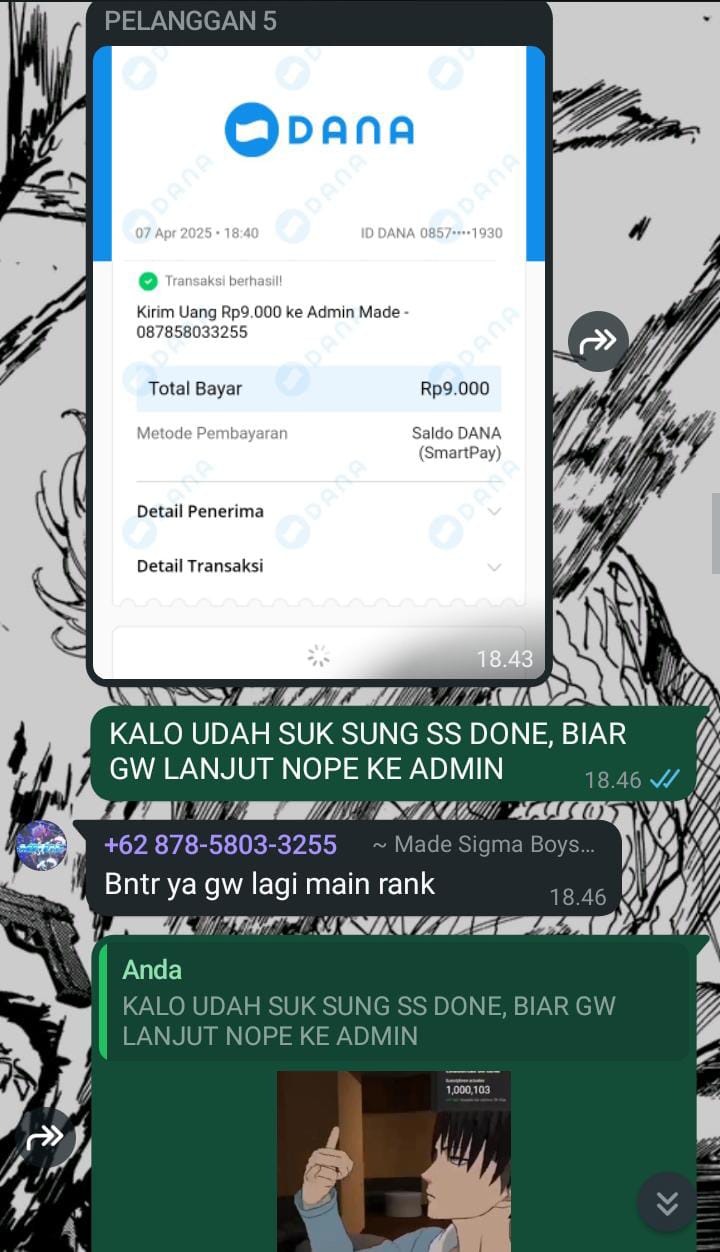 PELANGGAN 5
DANA
07 Apr 2025 • 18:40
ID DANA 0857••••1930
Transaksi berhasil!
Kirim Uang Rp9.000 ke Admin Made -
087858033255
Total Bayar
Rp9.000
Metode Pembayaran
Saldo DANA
(SmartPay)
Detail Penerima
Detail Transaksi
18.43
KALO UDAH SUK SUNG SS DONE, BIAR
GW LANJUT NOPE KE ADMIN
18.46
+62 878-5803-3255
~ Made Sigma Boys...
Bntr ya gw lagi main rank
18.46
Anda
KALO UDAH SUK SUNG SS DONE, BIAR GW
LANJUT NOPE KE ADMIN
1,000,103